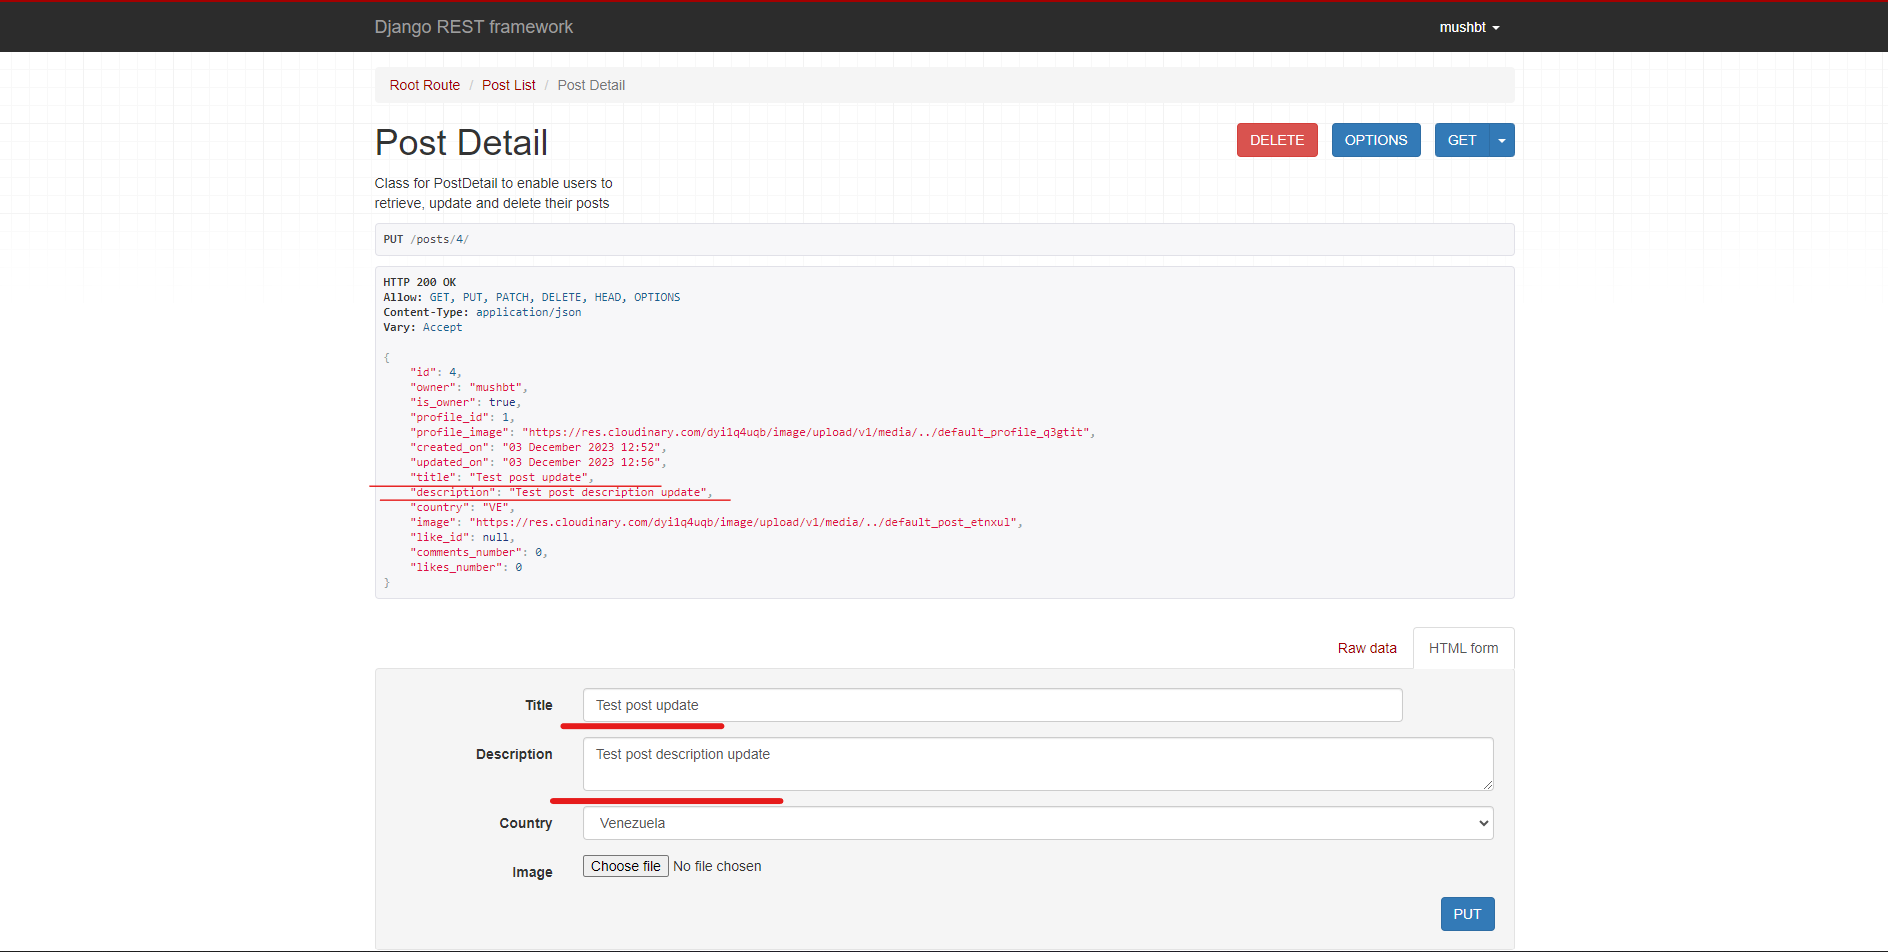 Django REST framework
mushbt
Root Route / Post List / Post Detail
Post Detail
DELETE
OPTIONS
GET
Class for PostDetail to enable users to
retrieve, update and delete their posts
PUT /posts/4/
HTTP 200 OK
Allow: GET, PUT, PATCH, DELETE, HEAD, OPTIONS
Content-Type: application/json
Vary: Accept
{
"id": 4,
"owner": "mushbt",
"is_owner": true,
"profile_id": 1,
"profile_image": "https://res.cloudinary.com/dyi1q4uqb/image/upload/v1/media/../default_profile_q3gtit",
"created_on": "03 December 2023 12:52",
"updated_on": "03 December 2023 12:56",
"title": "Test post update",
"description": "Test post description update",
"country": "VE",
"image": "https://res.cloudinary.com/dyi1q4uqb/image/upload/v1/media/../default_post_etnxul",
"like_id": null,
"comments_number": 0,
"likes_number": 0
}
Raw data
HTML form
Title
Test post update
Description
Test post description update
Country
Venezuela
Image
Choose file No file chosen
PUT